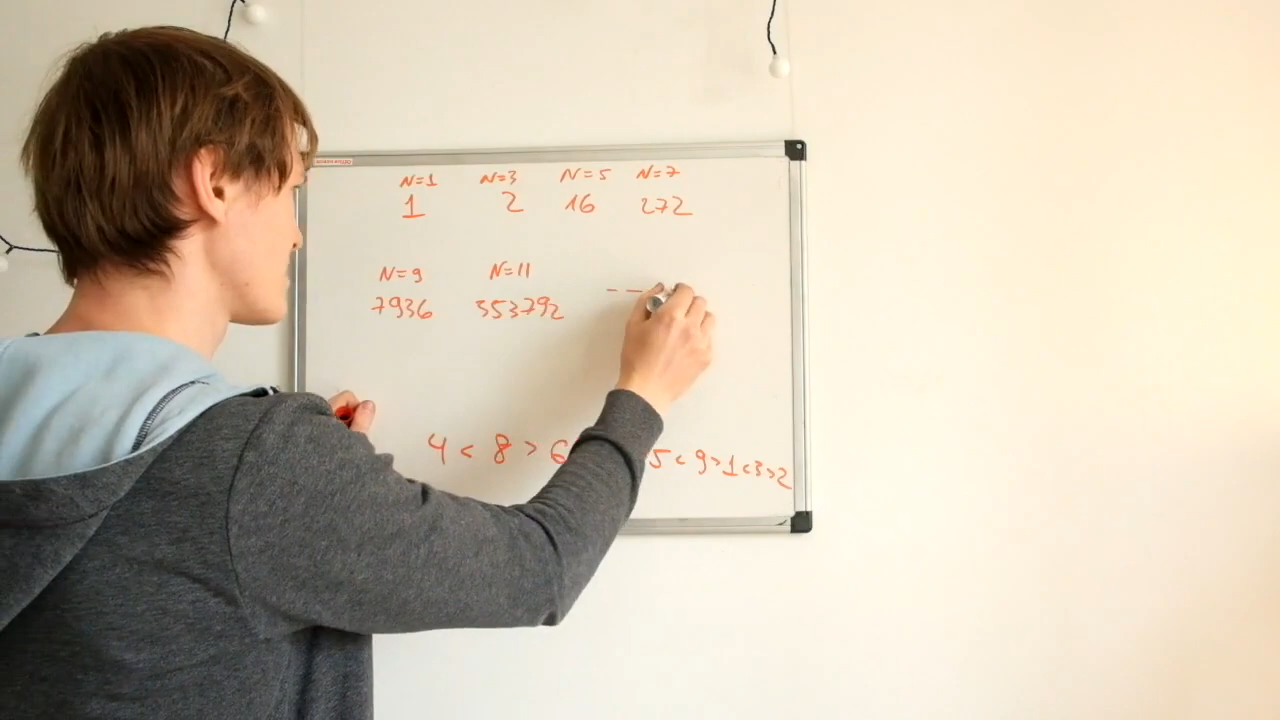 N=1 N=3 N=5 N=7
1 2 16 272
N=9 N=11
7936 353792
4 < 8 > 6 5 < 9 > 1 < 3 > 2